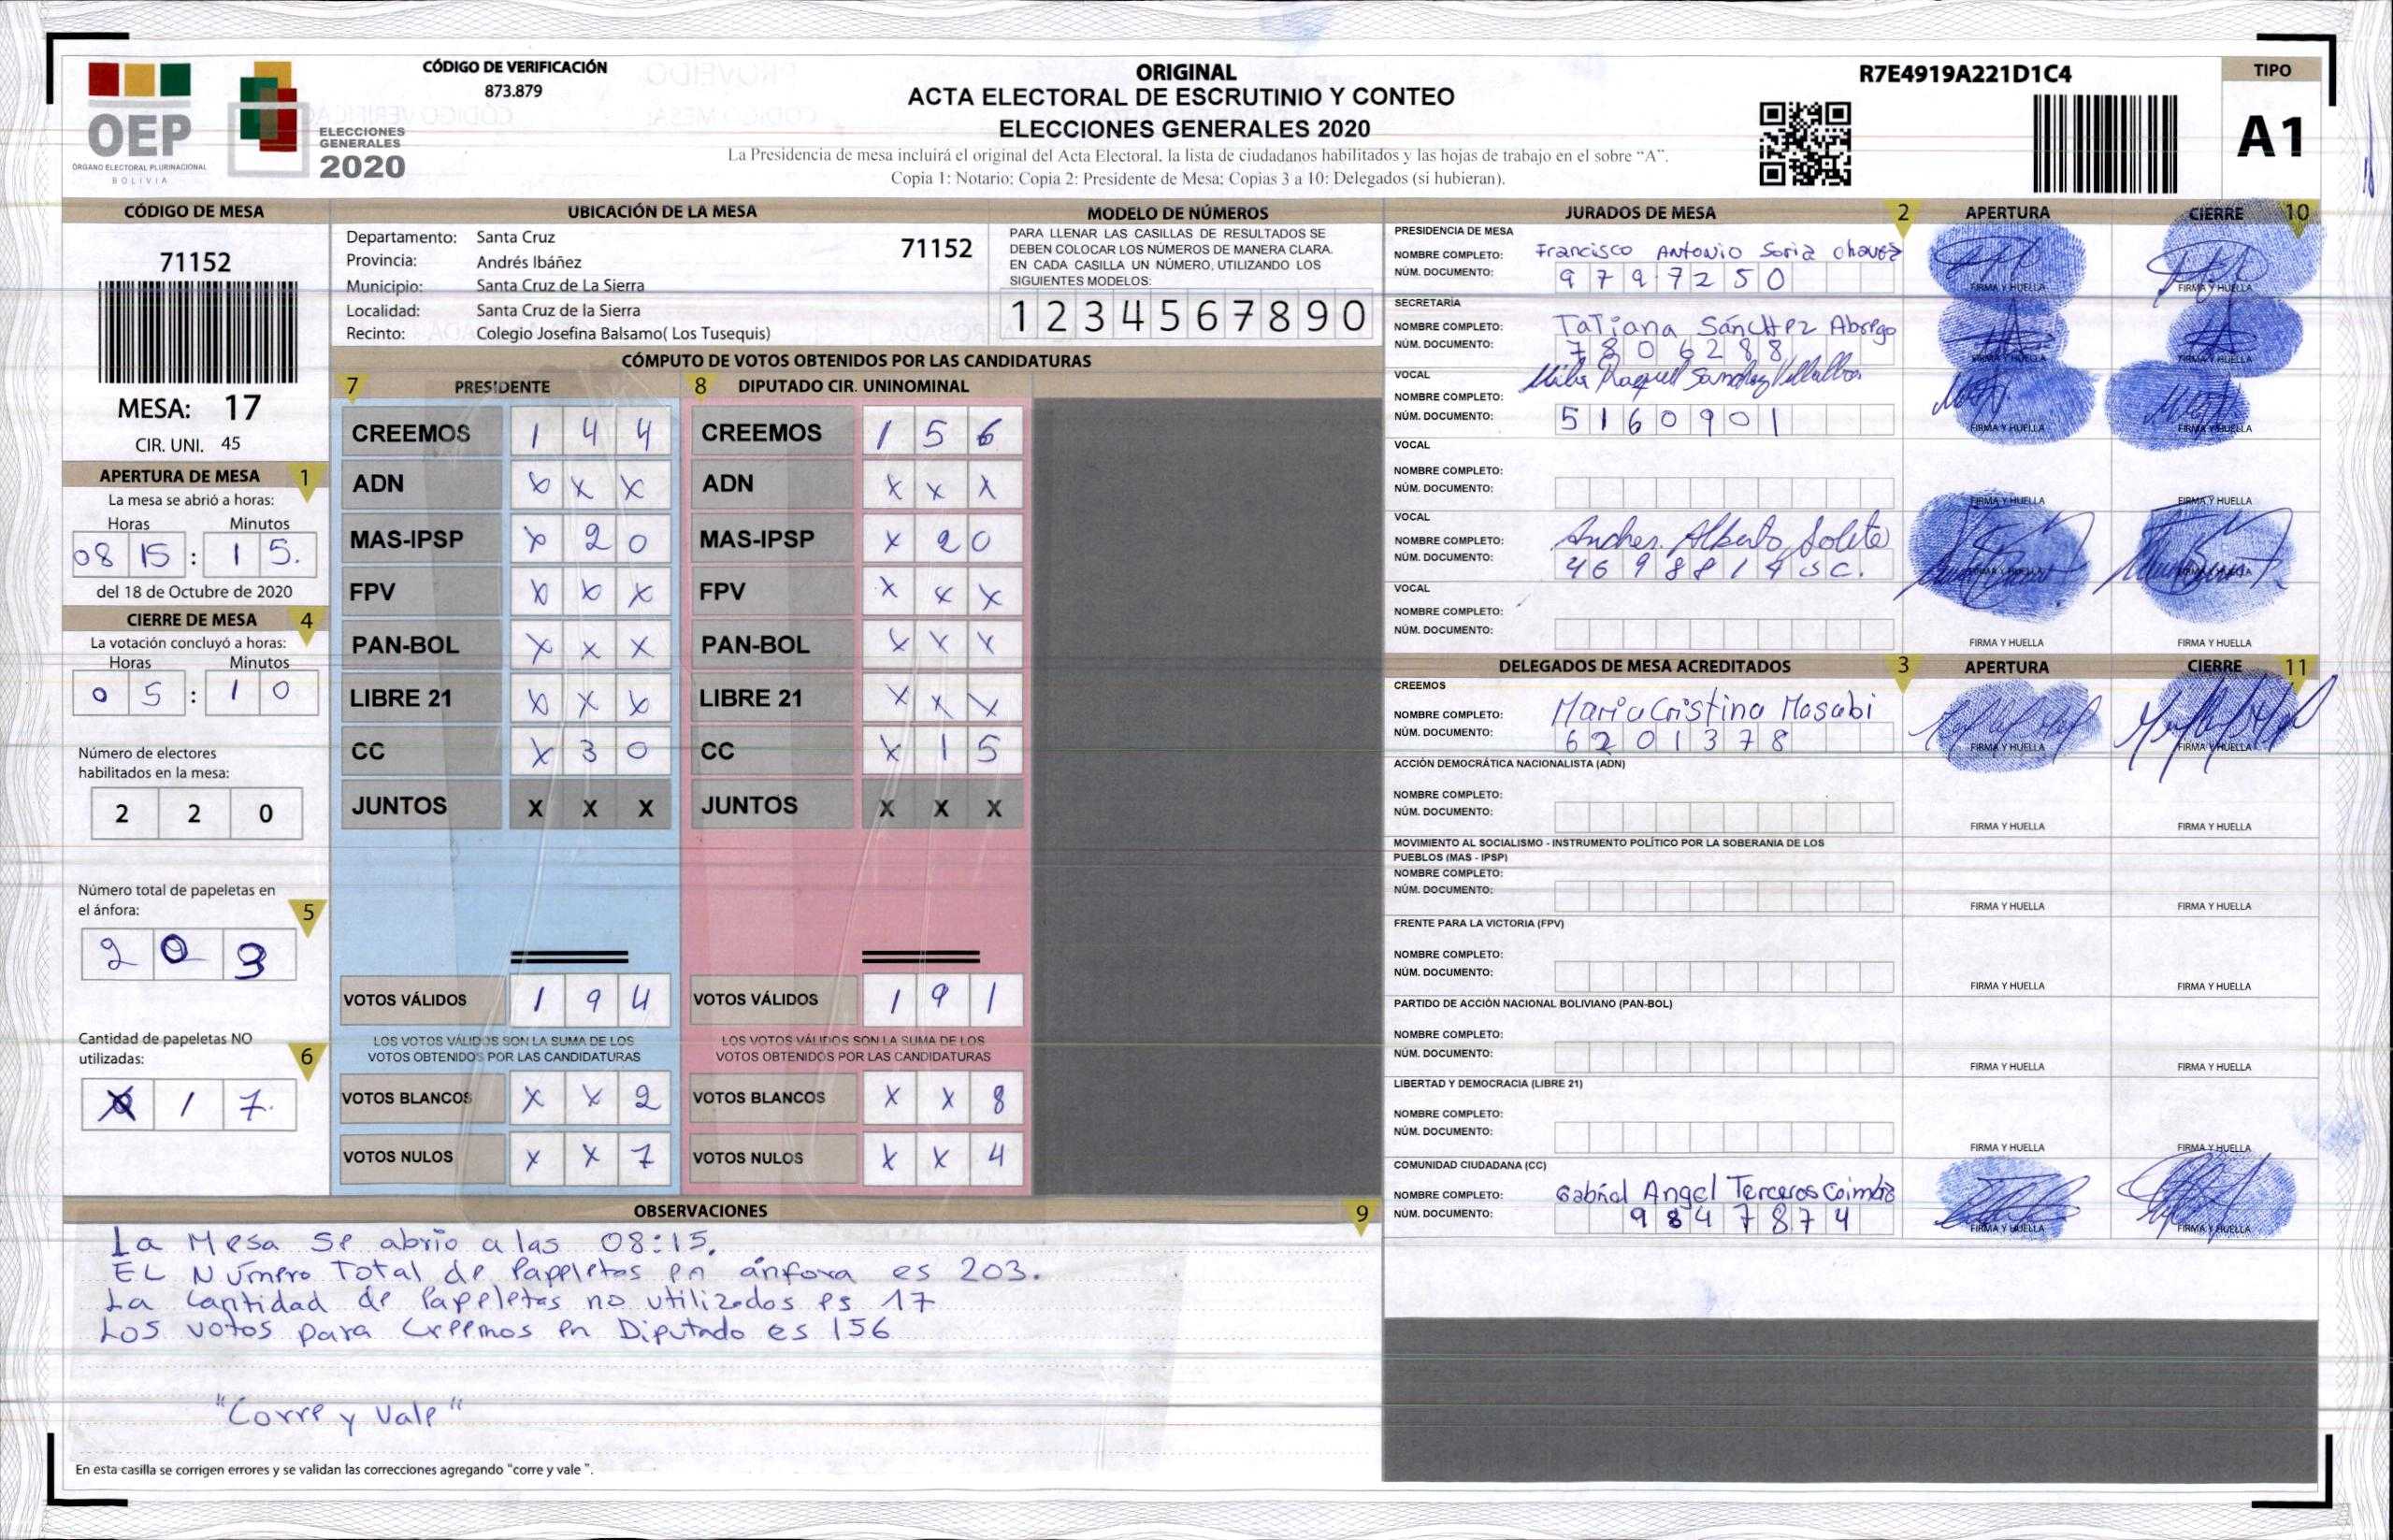 OEP
ÓRGANO ELECTORAL PLURINACIONAL
BOLIVIA
ELECCIONES
GENERALES
2020
CÓDIGO DE VERIFICACIÓN
873.879
ORIGINAL
ACTA ELECTORAL DE ESCRUTINIO Y CONTEO
ELECCIONES GENERALES 2020
La Presidencia de mesa incluirá el original del Acta Electoral, la lista de ciudadanos habilitados y las hojas de trabajo en el sobre "A".
Copia 1: Notario; Copia 2: Presidente de Mesa; Copias 3 a 10: Delegados (si hubieran).
R7E4919A221D1C4
TIPO
A1
CÓDIGO DE MESA
71152
MESA: 17
CIR. UNI. 45
APERTURA DE MESA 1
La mesa se abrió a horas:
Horas Minutos
08 15 : 1 5.
del 18 de Octubre de 2020
CIERRE DE MESA 4
La votación concluyó a horas:
Horas Minutos
0 5 : 1 0
Número de electores
habilitados en la mesa:
2 2 0
Número total de papeletas en
el ánfora:
5
2 0 3
Cantidad de papeletas NO
utilizadas:
6
1 7.
UBICACIÓN DE LA MESA
Departamento: Santa Cruz
71152
Provincia: Andrés Ibáñez
Municipio: Santa Cruz de La Sierra
Localidad: Santa Cruz de la Sierra
Recinto: Colegio Josefina Balsamo( Los Tusequis)
MODELO DE NÚMEROS
PARA LLENAR LAS CASILLAS DE RESULTADOS SE
DEBEN COLOCAR LOS NÚMEROS DE MANERA CLARA.
EN CADA CASILLA UN NÚMERO, UTILIZANDO LOS
SIGUIENTES MODELOS:
1 2 3 4 5 6 7 8 9 0
CÓMPUTO DE VOTOS OBTENIDOS POR LAS CANDIDATURAS
7 PRESIDENTE 8 DIPUTADO CIR. UNINOMINAL
CREEMOS 1 4 4 CREEMOS 1 5 6
ADN X X X ADN X X X
MAS-IPSP X 2 0 MAS-IPSP X 2 0
FPV X X X FPV X X X
PAN-BOL X X X PAN-BOL X X X
LIBRE 21 X X X LIBRE 21 X X X
CC X 3 0 CC X 1 5
JUNTOS X X X JUNTOS X X X
VOTOS VÁLIDOS 1 9 4 VOTOS VÁLIDOS 1 9 1
LOS VOTOS VÁLIDOS SON LA SUMA DE LOS LOS VOTOS VÁLIDOS SON LA SUMA DE LOS
VOTOS OBTENIDOS POR LAS CANDIDATURAS VOTOS OBTENIDOS POR LAS CANDIDATURAS
VOTOS BLANCOS X X 2 VOTOS BLANCOS X X 8
VOTOS NULOS X X 7 VOTOS NULOS X X 4
OBSERVACIONES 9
La Mesa se abrio a las 08:15.
EL Número Total de Papeletas en ánfora es 203.
La Cantidad de Papeletas no utilizados es 17
Los votos para Creemos en Diputado es 156
"Corre y Vale"
En esta casilla se corrigen errores y se validan las correcciones agregando "corre y vale ".
JURADOS DE MESA 2 APERTURA CIERRE 10
PRESIDENCIA DE MESA
NOMBRE COMPLETO: Francisco Antonio Soria Chavez
NÚM. DOCUMENTO: 9 7 9 7 2 5 0
FIRMA Y HUELLA FIRMA Y HUELLA
SECRETARÍA
NOMBRE COMPLETO: Tatiana Sánchez Abrego
NÚM. DOCUMENTO: 7 8 0 6 2 8 8
FIRMA Y HUELLA FIRMA Y HUELLA
VOCAL
NOMBRE COMPLETO: Raquel Sanchez Villalba
NÚM. DOCUMENTO: 5 1 6 0 9 0 1
FIRMA Y HUELLA FIRMA Y HUELLA
VOCAL
NOMBRE COMPLETO:
NÚM. DOCUMENTO:
FIRMA Y HUELLA FIRMA Y HUELLA
VOCAL
NOMBRE COMPLETO: Andres Alberto
NÚM. DOCUMENTO: 4 6 9 8 8 1 4 sc.
FIRMA Y HUELLA FIRMA Y HUELLA
VOCAL
NOMBRE COMPLETO:
NÚM. DOCUMENTO:
FIRMA Y HUELLA FIRMA Y HUELLA
DELEGADOS DE MESA ACREDITADOS 3 APERTURA CIERRE 11
CREEMOS
NOMBRE COMPLETO: Maria Cristina Masabi
NÚM. DOCUMENTO: 6 2 0 1 3 7 8
FIRMA Y HUELLA FIRMA Y HUELLA
ACCIÓN DEMOCRÁTICA NACIONALISTA (ADN)
NOMBRE COMPLETO:
NÚM. DOCUMENTO:
FIRMA Y HUELLA FIRMA Y HUELLA
MOVIMIENTO AL SOCIALISMO - INSTRUMENTO POLÍTICO POR LA SOBERANIA DE LOS
PUEBLOS (MAS - IPSP)
NOMBRE COMPLETO:
NÚM. DOCUMENTO:
FIRMA Y HUELLA FIRMA Y HUELLA
FRENTE PARA LA VICTORIA (FPV)
NOMBRE COMPLETO:
NÚM. DOCUMENTO:
FIRMA Y HUELLA FIRMA Y HUELLA
PARTIDO DE ACCIÓN NACIONAL BOLIVIANO (PAN-BOL)
NOMBRE COMPLETO:
NÚM. DOCUMENTO:
FIRMA Y HUELLA FIRMA Y HUELLA
LIBERTAD Y DEMOCRACIA (LIBRE 21)
NOMBRE COMPLETO:
NÚM. DOCUMENTO:
FIRMA Y HUELLA FIRMA Y HUELLA
COMUNIDAD CIUDADANA (CC)
NOMBRE COMPLETO: Gabriel Angel Terceros Coimbra
NÚM. DOCUMENTO: 9 8 4 7 8 7 4
FIRMA Y HUELLA FIRMA Y HUELLA